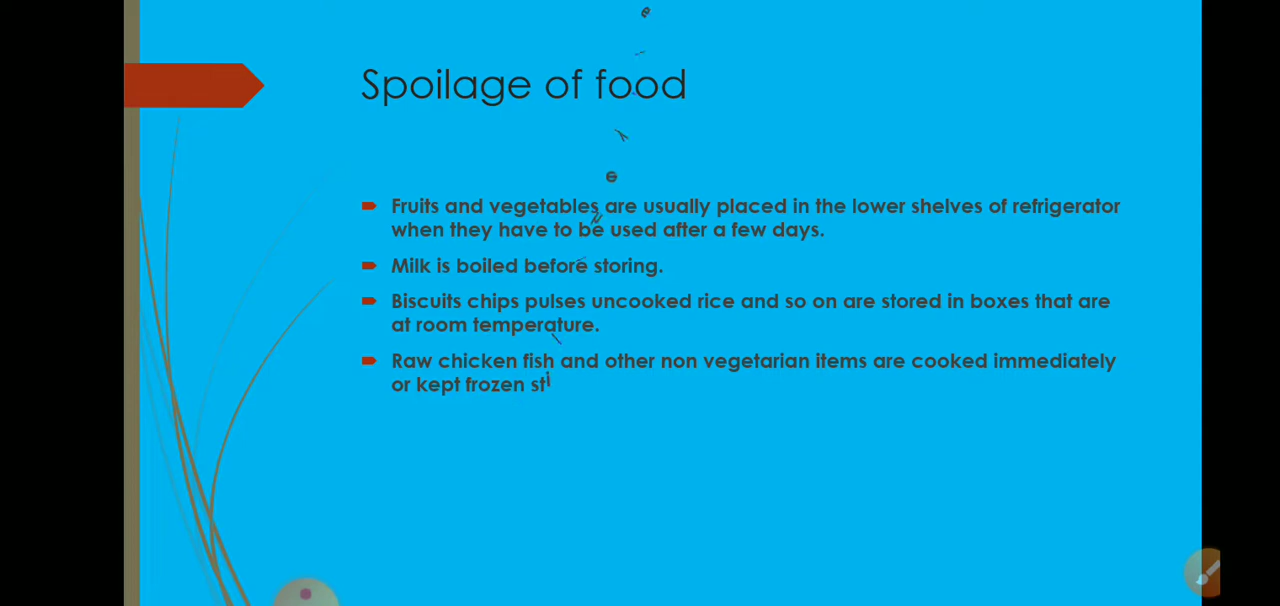 Spoilage of food
Fruits and vegetables are usually placed in the lower shelves of refrigerator
when they have to be used after a few days.
Milk is boiled before storing.
Biscuits chips pulses uncooked rice and so on are stored in boxes that are
at room temperature.
Raw chicken fish and other non vegetarian items are cooked immediately
or kept frozen sti